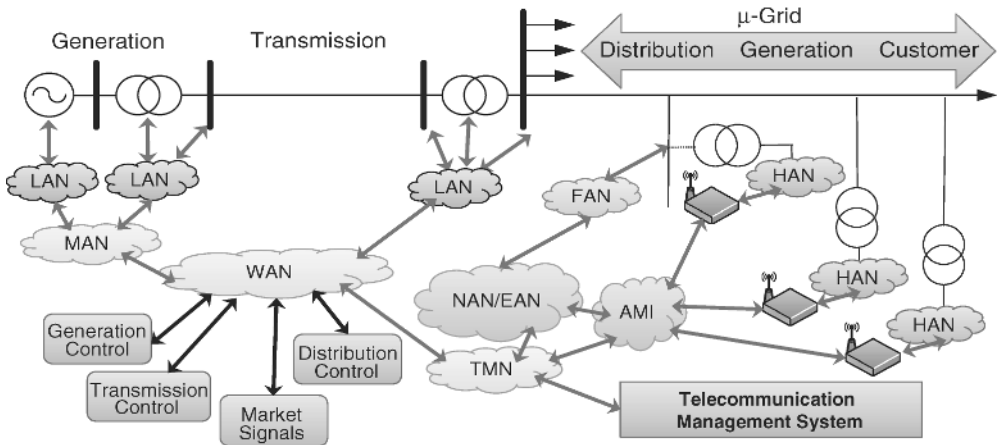 Generation
Transmission
μ-Grid
Distribution Generation Customer
LAN
LAN
LAN
FAN
HAN
MAN
WAN
NAN/EAN
AMI
HAN
HAN
TMN
Generation
Control
Transmission
Control
Market
Signals
Distribution
Control
Telecommunication
Management System